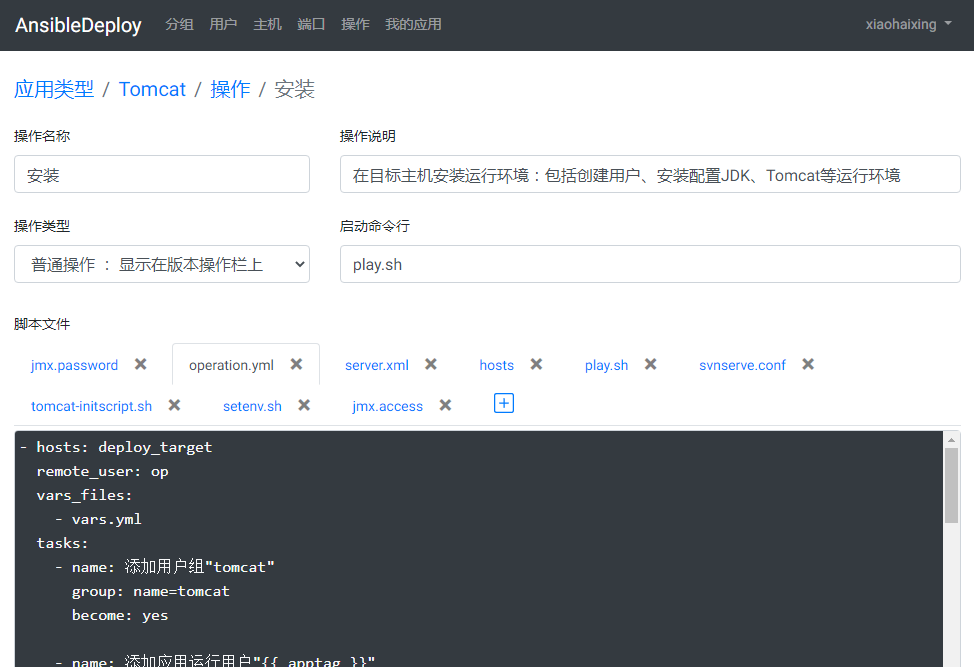 AnsibleDeploy 分组 用户 主机 端口 操作 我的应用 xiaohaixing
应用类型 / Tomcat / 操作 / 安装
操作名称 操作说明
安装 在目标主机安装运行环境：包括创建用户、安装配置JDK、Tomcat等运行环境
操作类型 启动命令行
普通操作 ： 显示在版本操作栏上 play.sh
脚本文件
jmx.password operation.yml server.xml hosts play.sh svnserve.conf
tomcat-initscript.sh setenv.sh jmx.access
- hosts: deploy_target
remote_user: op
vars_files:
- vars.yml
tasks:
- name: 添加用户组"tomcat"
group: name=tomcat
become: yes
- name: 添加应用运行用户"{{ apptag }}"